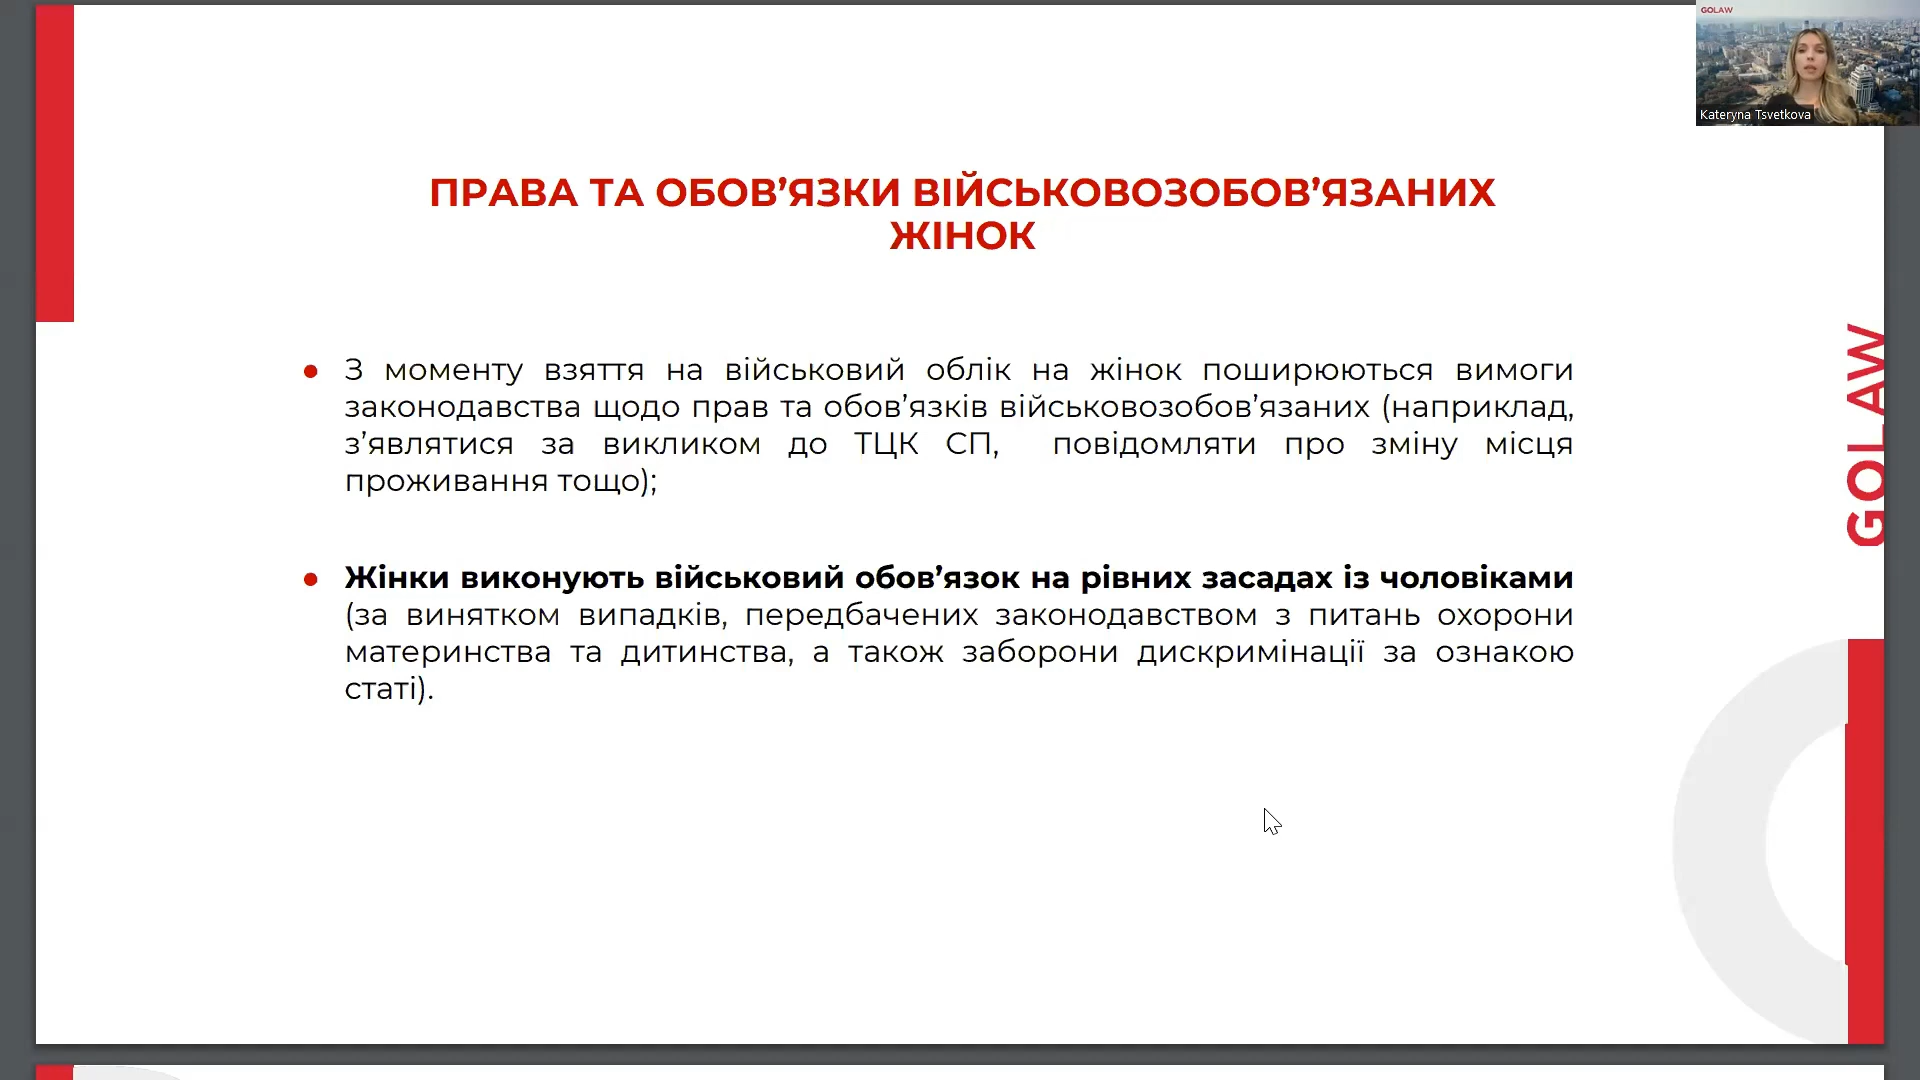 GOLAW
Kateryna Tsvetkova
ПРАВА ТА ОБОВ’ЯЗКИ ВІЙСЬКОВОЗОБОВ’ЯЗАНИХ
ЖІНОК
З моменту взяття на військовий облік на жінок поширюються вимоги
законодавства щодо прав та обов’язків військовозобов’язаних (наприклад,
з’являтися за викликом до ТЦК СП, повідомляти про зміну місця
проживання тощо);
Жінки виконують військовий обов’язок на рівних засадах із чоловіками
(за винятком випадків, передбачених законодавством з питань охорони
материнства та дитинства, а також заборони дискримінації за ознакою
статі).
GOLAW